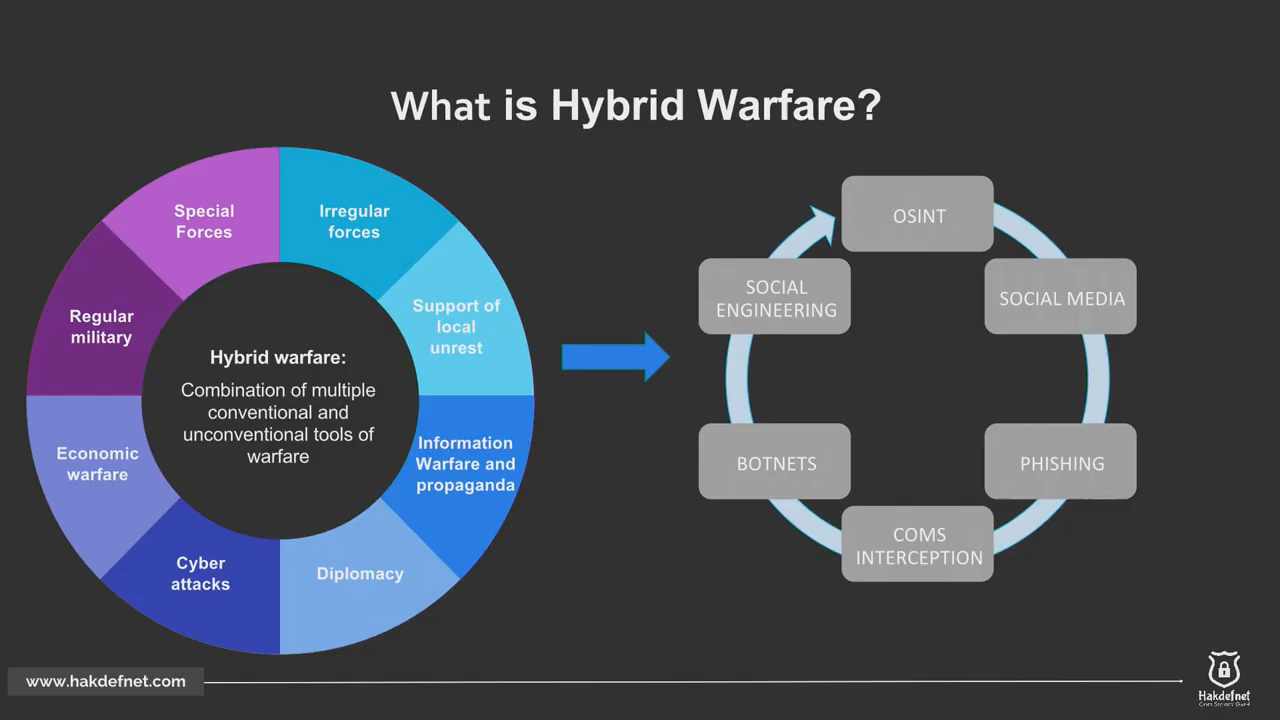 What is Hybrid Warfare?
Special
Forces
Irregular
forces
Support of
local
unrest
Information
Warfare and
propaganda
Diplomacy
Cyber
attacks
Economic
warfare
Regular
military
Hybrid warfare:
Combination of multiple
conventional and
unconventional tools of
warfare
OSINT
SOCIAL MEDIA
PHISHING
COMS
INTERCEPTION
BOTNETS
SOCIAL
ENGINEERING
www.hakdefnet.com
Hakdefnet